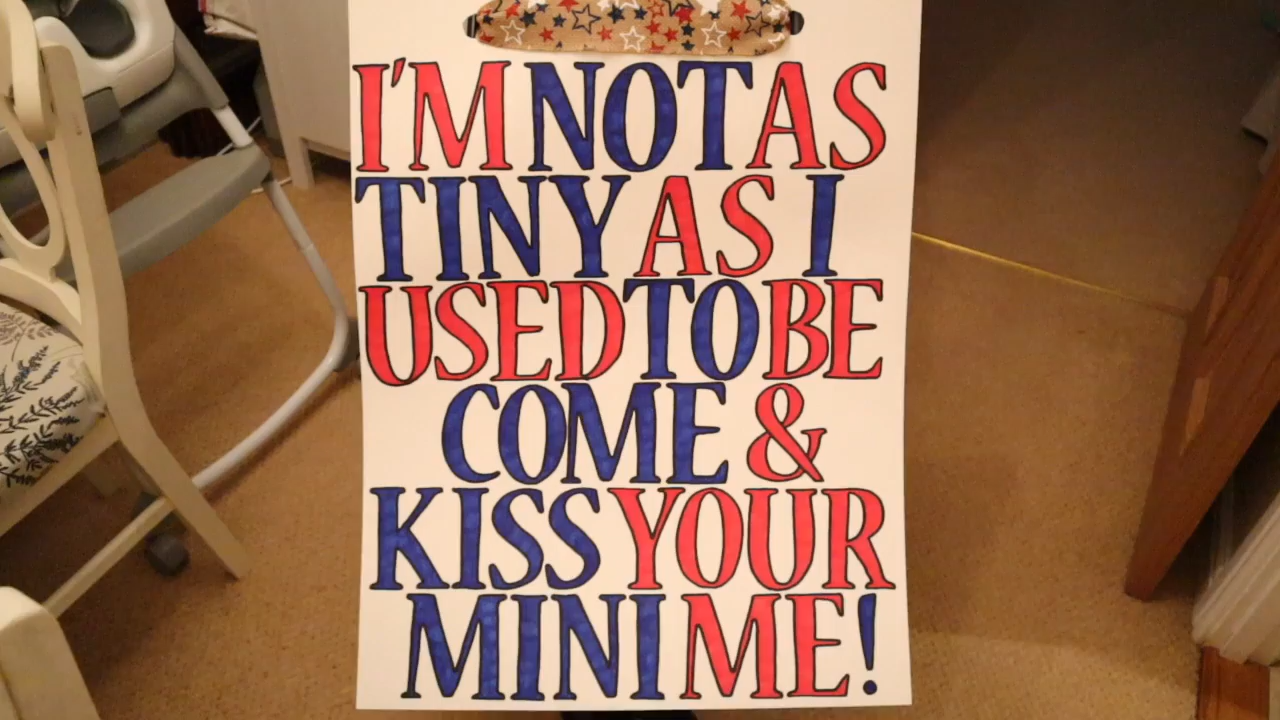 I'M NOT AS
TINY AS I
USED TO BE
COME &
KISS YOUR
MINI ME!